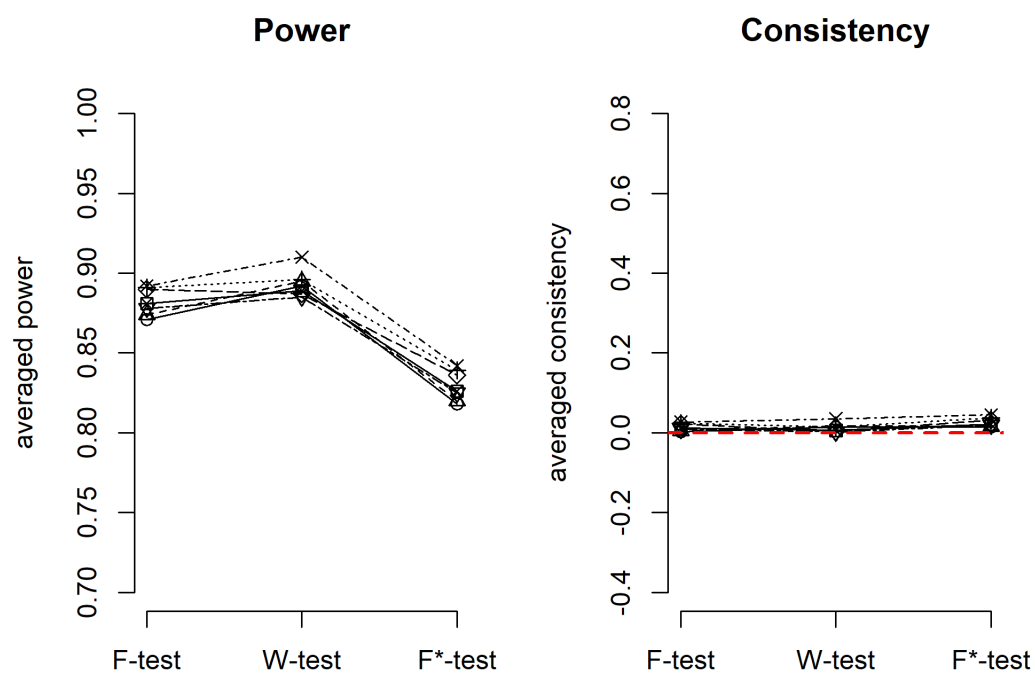 Power
averaged power
1.00
0.95
0.90
0.85
0.80
0.75
0.70
F-test W-test F*-test
Consistency
averaged consistency
0.8
0.6
0.4
0.2
0.0
-0.2
-0.4
F-test W-test F*-test